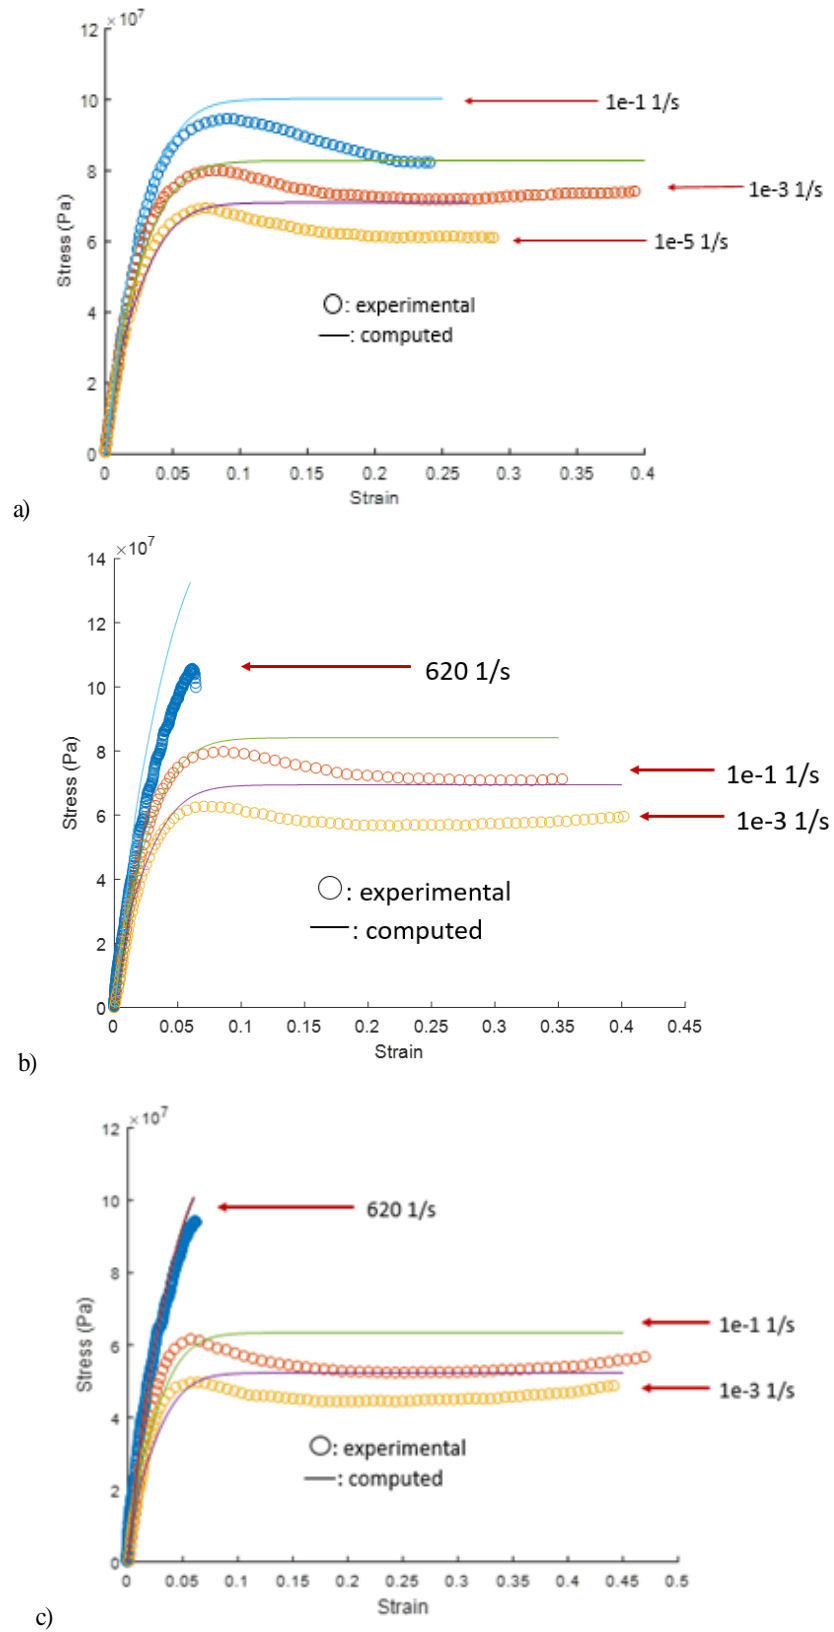 ×10⁷
12
10
8
6
4
2
0
Stress (Pa)
1e-1 1/s
1e-3 1/s
1e-5 1/s
O: experimental
—: computed
0 0.05 0.1 0.15 0.2 0.25 0.3 0.35 0.4
Strain
a)
×10⁷
14
12
10
8
6
4
2
0
Stress (Pa)
620 1/s
1e-1 1/s
1e-3 1/s
O: experimental
—: computed
0 0.05 0.1 0.15 0.2 0.25 0.3 0.35 0.4 0.45
Strain
b)
×10⁷
12
10
8
6
4
2
0
Stress (Pa)
620 1/s
1e-1 1/s
1e-3 1/s
O: experimental
—: computed
0 0.05 0.1 0.15 0.2 0.25 0.3 0.35 0.4 0.45 0.5
Strain
c)